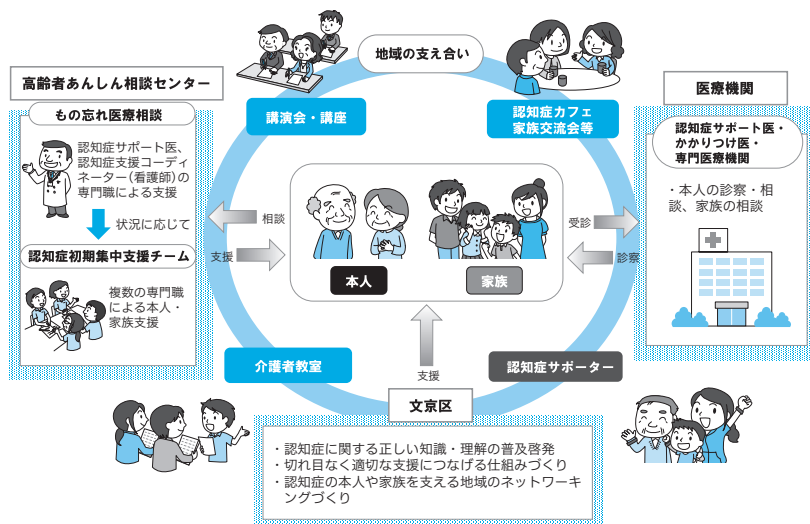 地域の支え合い
高齢者あんしん相談センター
もの忘れ医療相談
認知症サポート医、
認知症支援コーディ
ネーター（看護師）の
専門職による支援
状況に応じて
認知症初期集中支援チーム
複数の専門職
による本人・
家族支援
講演会・講座
認知症カフェ
家族交流会等
医療機関
認知症サポート医・
かかりつけ医・
専門医療機関
・本人の診察・相
談、家族の相談
相談
支援
本人
家族
受診
診察
介護者教室
認知症サポーター
支援
文京区
・認知症に関する正しい知識・理解の普及啓発
・切れ目なく適切な支援につなげる仕組みづくり
・認知症の本人や家族を支える地域のネットワーキ
ングづくり